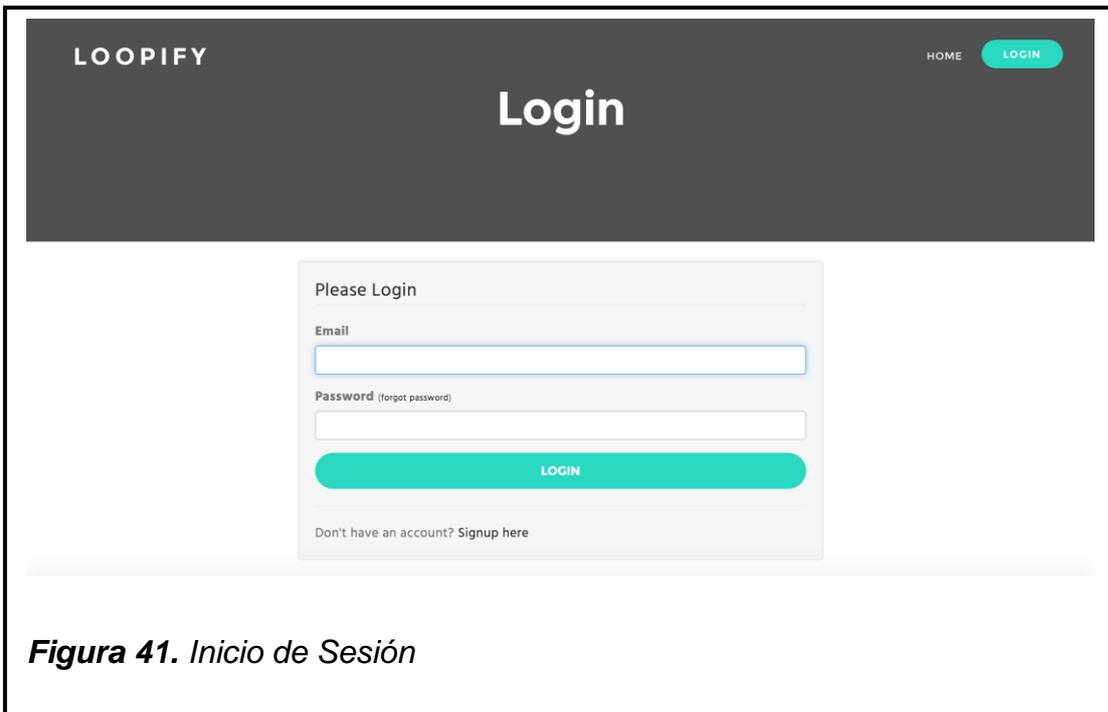 LOOPIFY
HOME
LOGIN
Login
Please Login
Email
Password (forgot password)
LOGIN
Don't have an account? Signup here
Figura 41. Inicio de Sesión